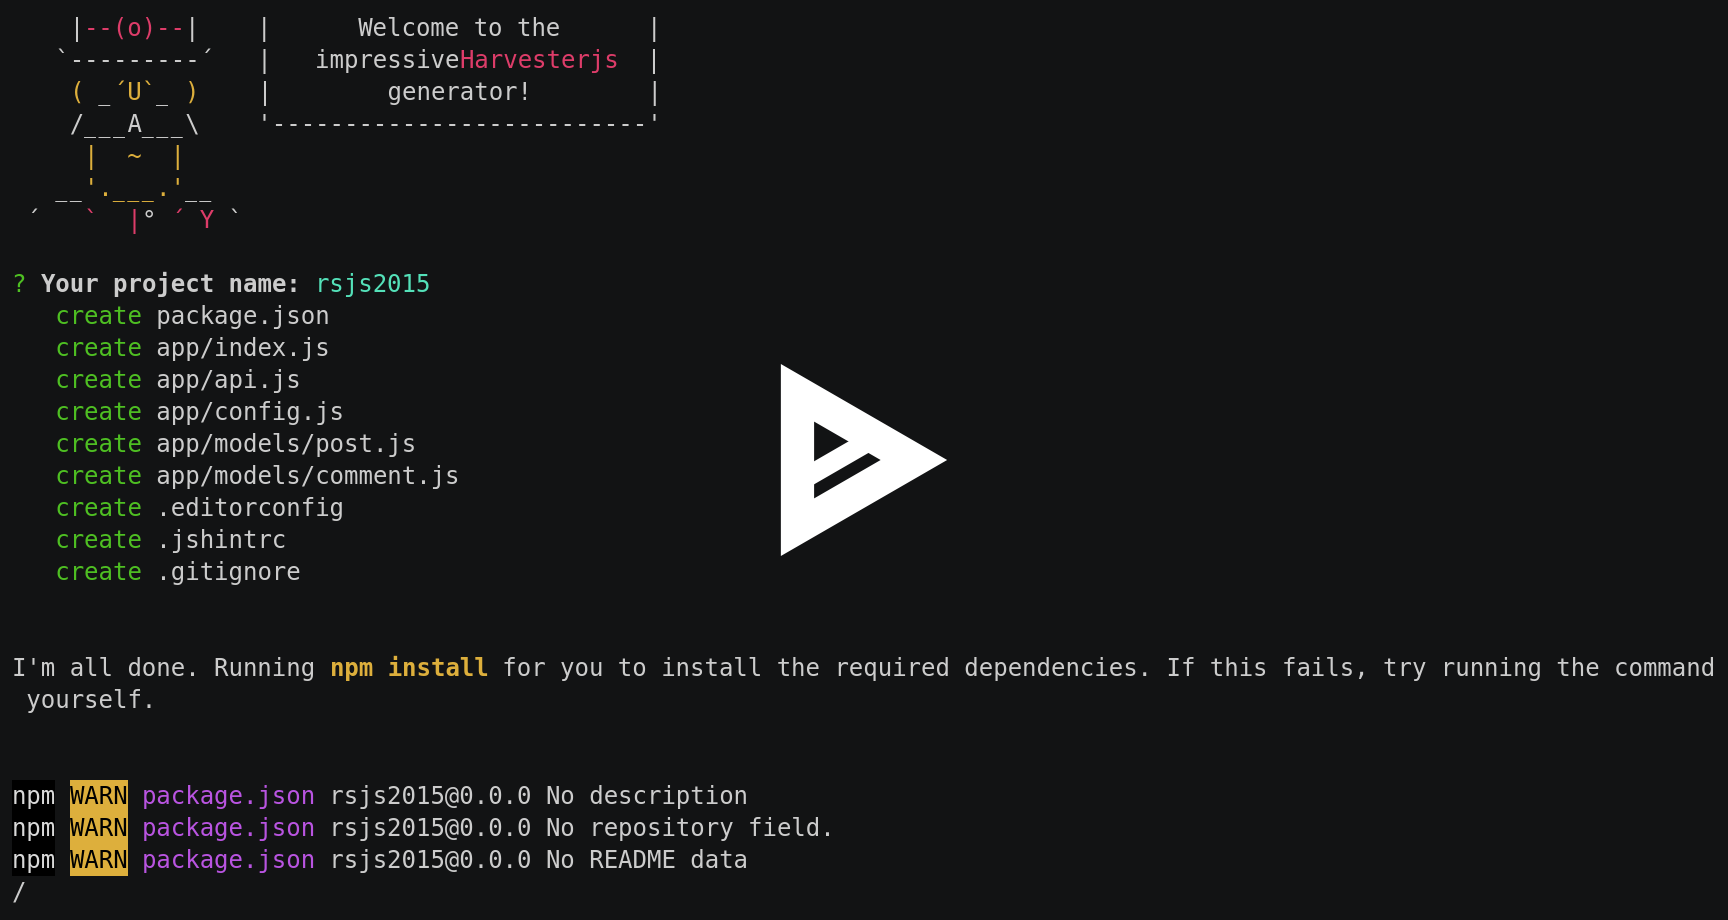 |--(o)--|    |      Welcome to the      |
    `---------´   |   impressiveHarvesterjs  |
     ( _´U`_ )    |        generator!        |
     /___A___\    '--------------------------'
      |  ~  |
    __'.___.'__
  ´   `  |° ´ Y `
? Your project name: rsjs2015
   create package.json
   create app/index.js
   create app/api.js
   create app/config.js
   create app/models/post.js
   create app/models/comment.js
   create .editorconfig
   create .jshintrc
   create .gitignore
I'm all done. Running npm install for you to install the required dependencies. If this fails, try running the command
 yourself.
npm WARN package.json rsjs2015@0.0.0 No description
npm WARN package.json rsjs2015@0.0.0 No repository field.
npm WARN package.json rsjs2015@0.0.0 No README data
/